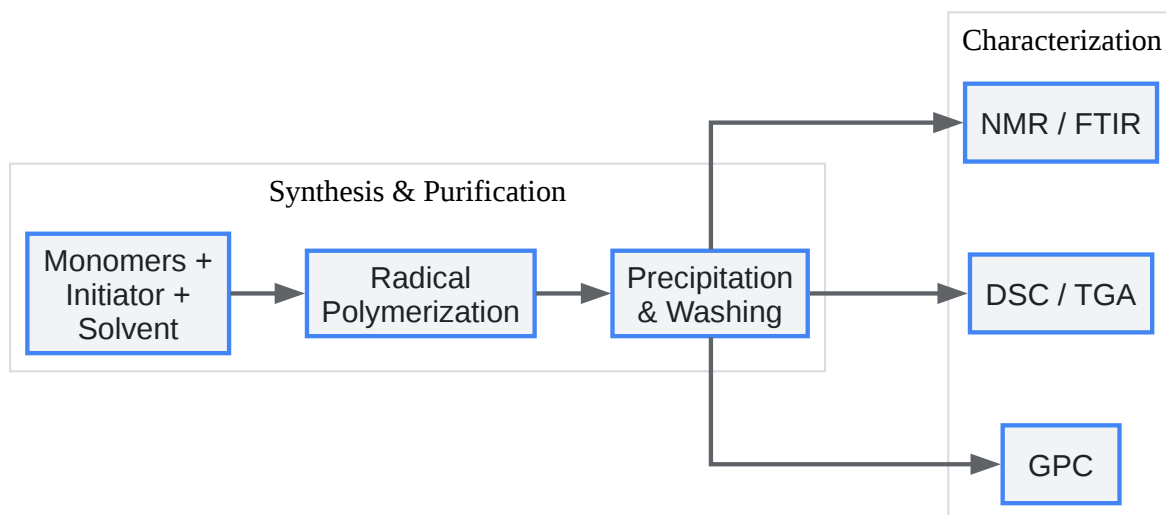 Characterization
NMR / FTIR
Synthesis & Purification
Monomers +
Initiator +
Solvent
Radical
Polymerization
Precipitation
& Washing
DSC / TGA
GPC